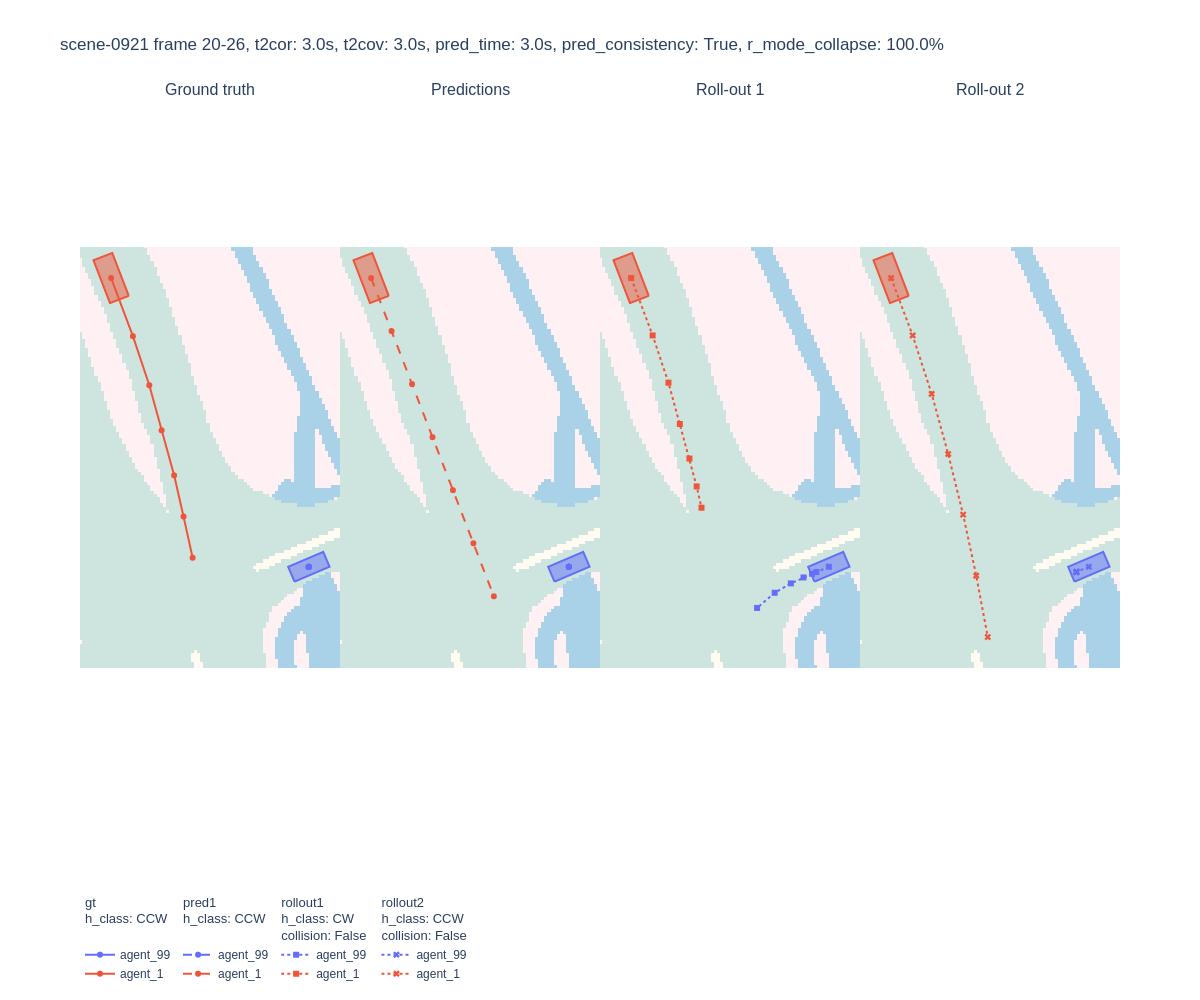 scene-0921 frame 20-26, t2cor: 3.0s, t2cov: 3.0s, pred_time: 3.0s, pred_consistency: True, r_mode_collapse: 100.0%
Ground truth
Predictions
Roll-out 1
Roll-out 2
gt
h_class: CCW
agent_99
agent_1
pred1
h_class: CCW
agent_99
agent_1
rollout1
h_class: CW
collision: False
agent_99
agent_1
rollout2
h_class: CCW
collision: False
agent_99
agent_1